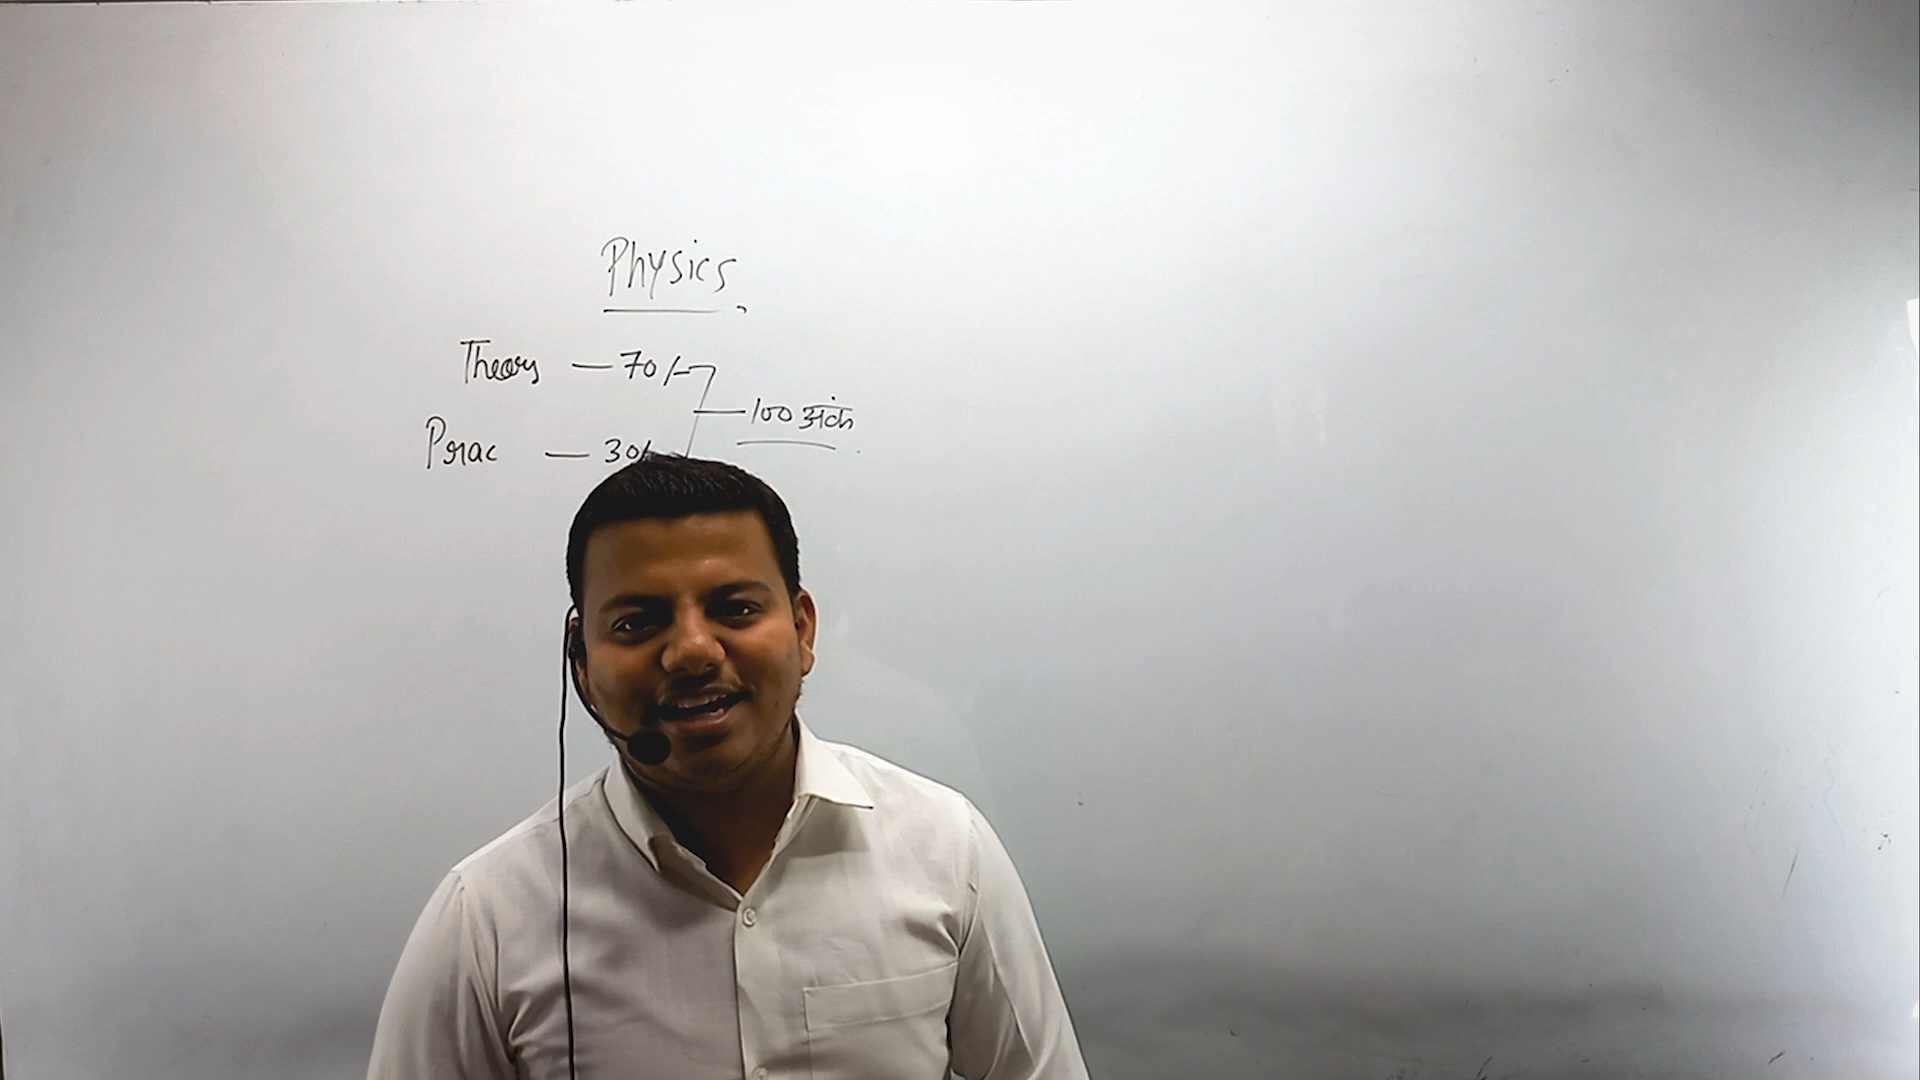 Physics
Theory — 70/-
100 अंक
Prac — 30/-